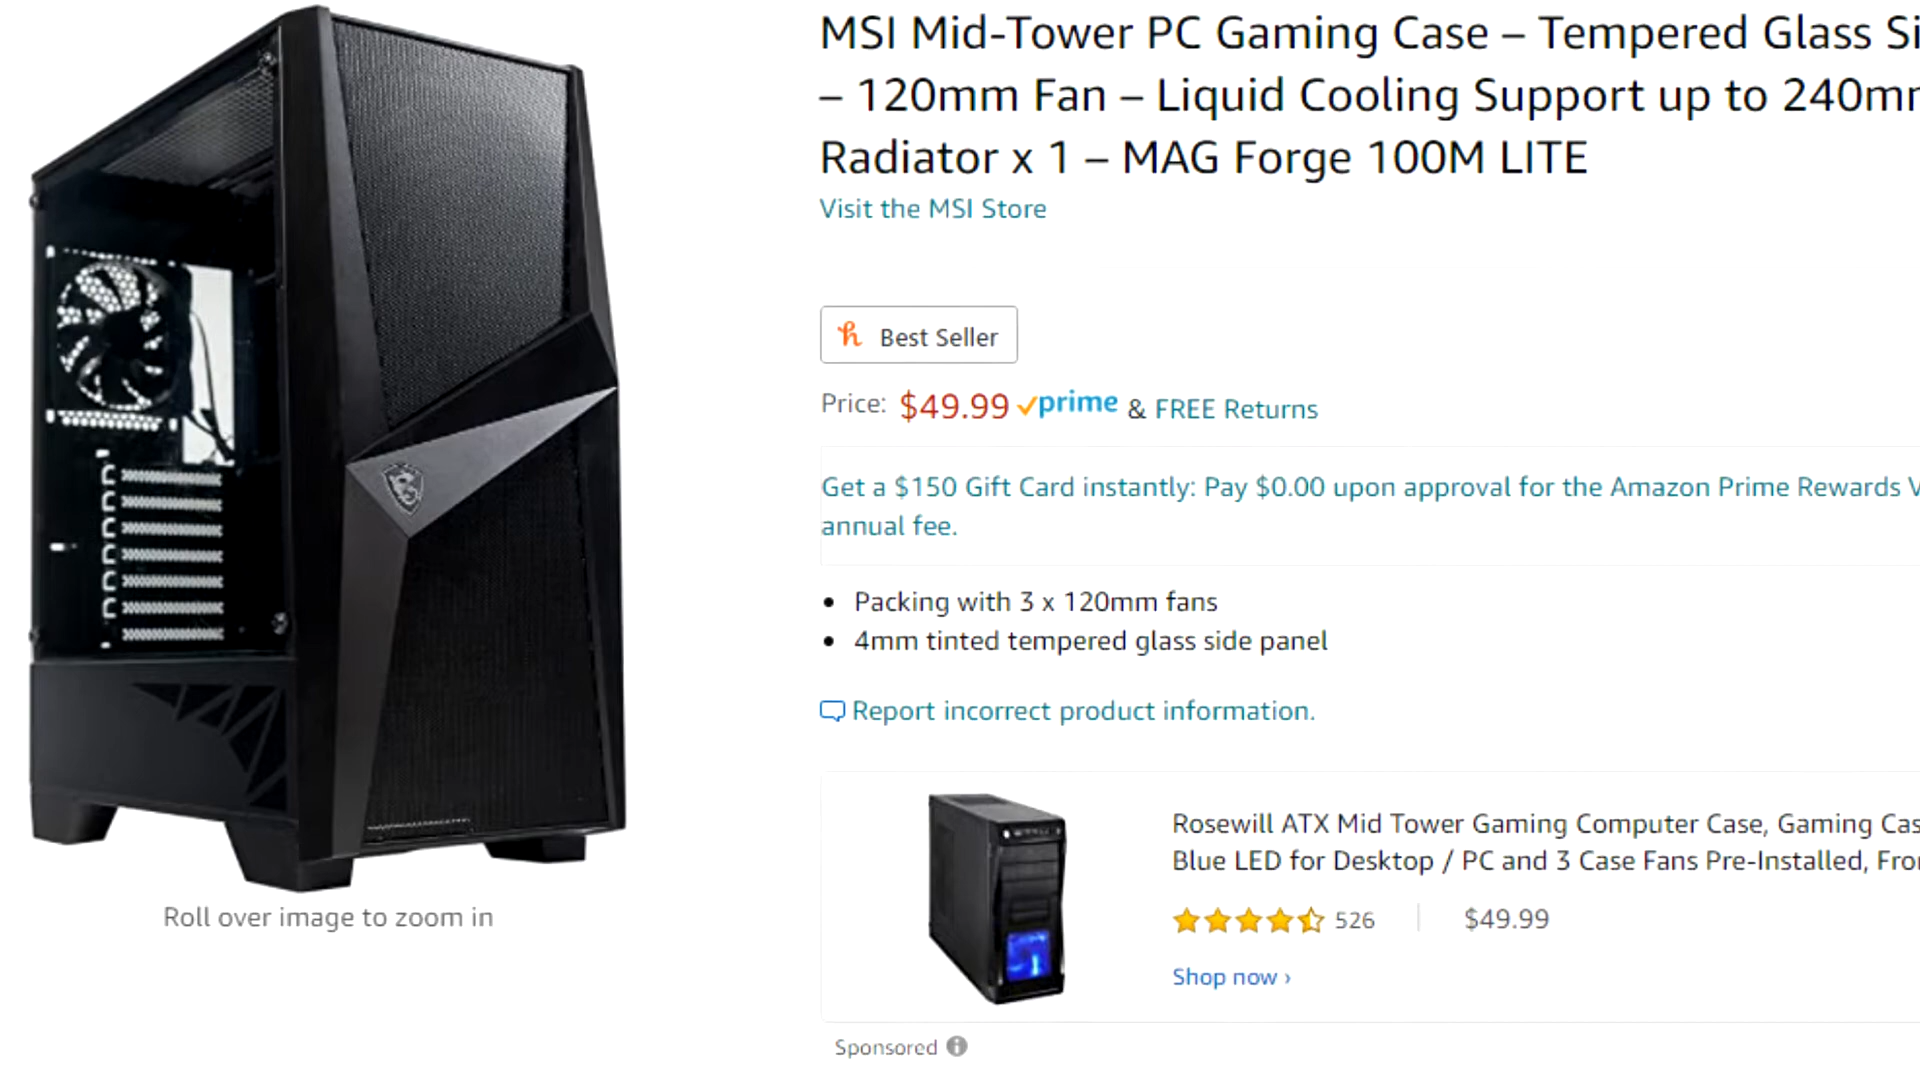 MSI Mid-Tower PC Gaming Case – Tempered Glass
– 120mm Fan – Liquid Cooling Support up to
Radiator x 1 – MAG Forge 100M LITE
Visit the MSI Store
Best Seller
Price: $49.99 prime & FREE Returns
Get a $150 Gift Card instantly: Pay $0.00 upon approval for the Amazon Prime Rewards
annual fee.
• Packing with 3 x 120mm fans
• 4mm tinted tempered glass side panel
Report incorrect product information.
Rosewill ATX Mid Tower Gaming Computer Case, Gaming
Blue LED for Desktop / PC and 3 Case Fans Pre-Installed,
526 | $49.99
Shop now ›
Sponsored
Roll over image to zoom in